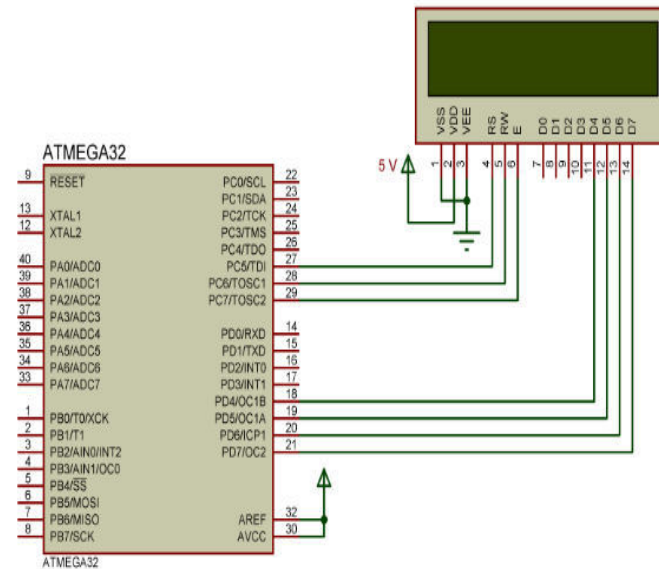 VSS VDD VEE RS RW E D0 D1 D2 D3 D4 D5 D6 D7
1 2 3 4 5 6 7 8 9 10 11 12 13 14
5 V
ATMEGA32
9 RESET PC0/SCL 22
PC1/SDA 23
13 XTAL1 PC2/TCK 24
12 XTAL2 PC3/TMS 25
PC4/TDO 26
40 PA0/ADC0 PC5/TDI 27
39 PA1/ADC1 PC6/TOSC1 28
38 PA2/ADC2 PC7/TOSC2 29
37 PA3/ADC3
36 PA4/ADC4 PD0/RXD 14
35 PA5/ADC5 PD1/TXD 15
34 PA6/ADC6 PD2/INT0 16
33 PA7/ADC7 PD3/INT1 17
PD4/OC1B 18
1 PB0/T0/XCK PD5/OC1A 19
2 PB1/T1 PD6/ICP1 20
3 PB2/AIN0/INT2 PD7/OC2 21
4 PB3/AIN1/OC0
5 PB4/SS
6 PB5/MOSI
7 PB6/MISO AREF 32
8 PB7/SCK AVCC 30
ATMEGA32